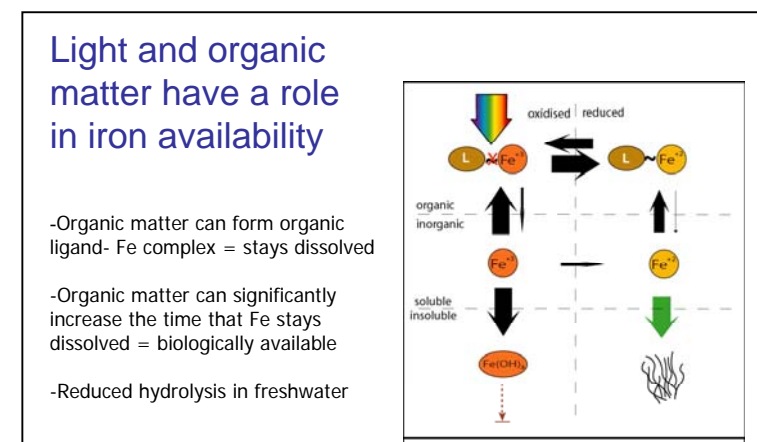 Light and organic
matter have a role
in iron availability
-Organic matter can form organic
ligand- Fe complex = stays dissolved
-Organic matter can significantly
increase the time that Fe stays
dissolved = biologically available
-Reduced hydrolysis in freshwater
oxidised reduced
L Fe+3 L Fe+2
organic
inorganic
Fe+3 Fe+2
soluble
insoluble
Fe(OH)3